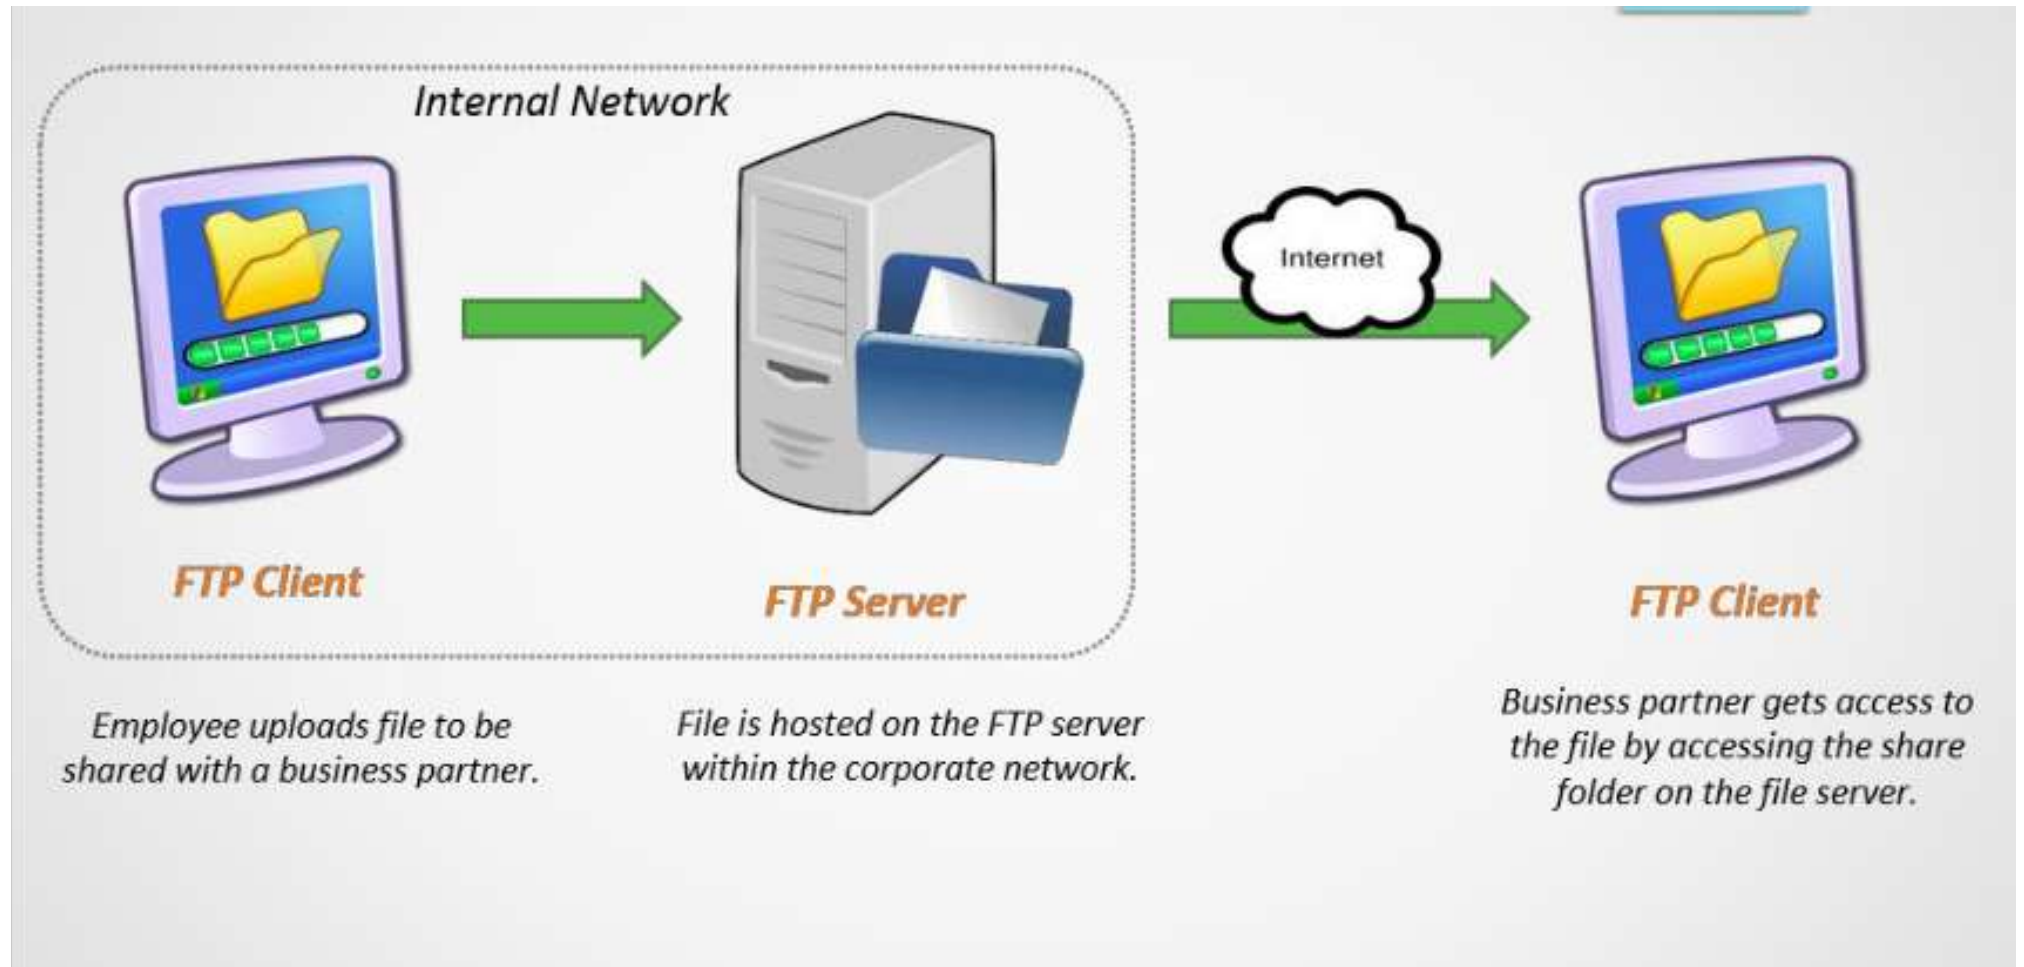 Internal Network
Internet
FTP Client
FTP Server
FTP Client
Employee uploads file to be
shared with a business partner.
File is hosted on the FTP server
within the corporate network.
Business partner gets access to
the file by accessing the share
folder on the file server.